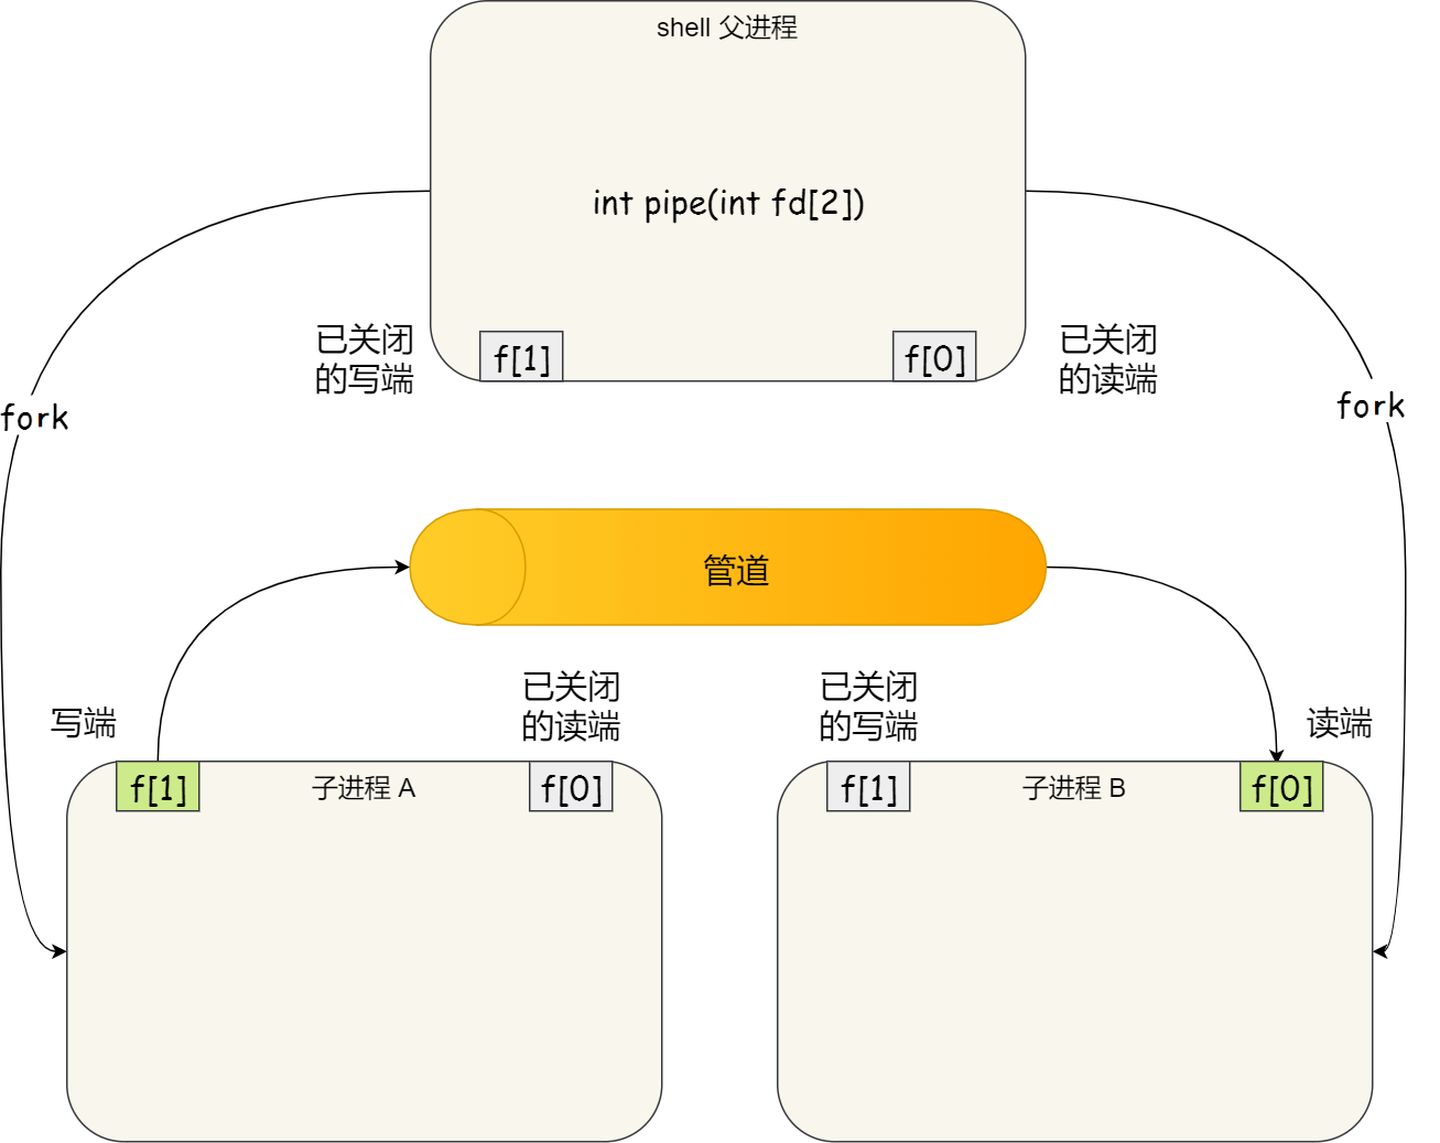 shell 父进程
int pipe(int fd[2])
已关闭
的写端
f[1]
f[0]
已关闭
的读端
fork
fork
管道
写端
已关闭
的读端
已关闭
的写端
读端
f[1]
子进程 A
f[0]
f[1]
子进程 B
f[0]